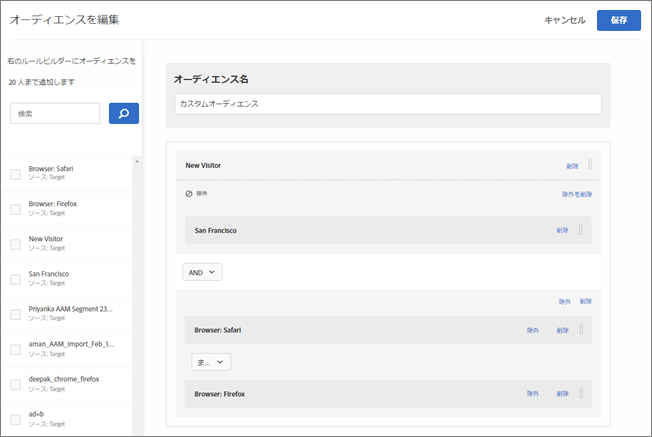 オーディエンスを編集
キャンセル
保存
右のルールビルダーにオーディエンスを
20 人まで追加します
検索
Browser: Safari
ソース: Target
Browser: Firefox
ソース: Target
New Visitor
ソース: Target
San Francisco
ソース: Target
Priyanka AAM Segment 23...
ソース: Target
aman_AAM_import_Feb_1...
ソース: Target
deepak_chrome_firefox
ソース: Target
ad=b
ソース: Target
オーディエンス名
カスタムオーディエンス
New Visitor
削除
除外
除外を削除
San Francisco
削除
AND
除外 削除
Browser: Safari
除外 削除
ま...
Browser: Firefox
除外 削除